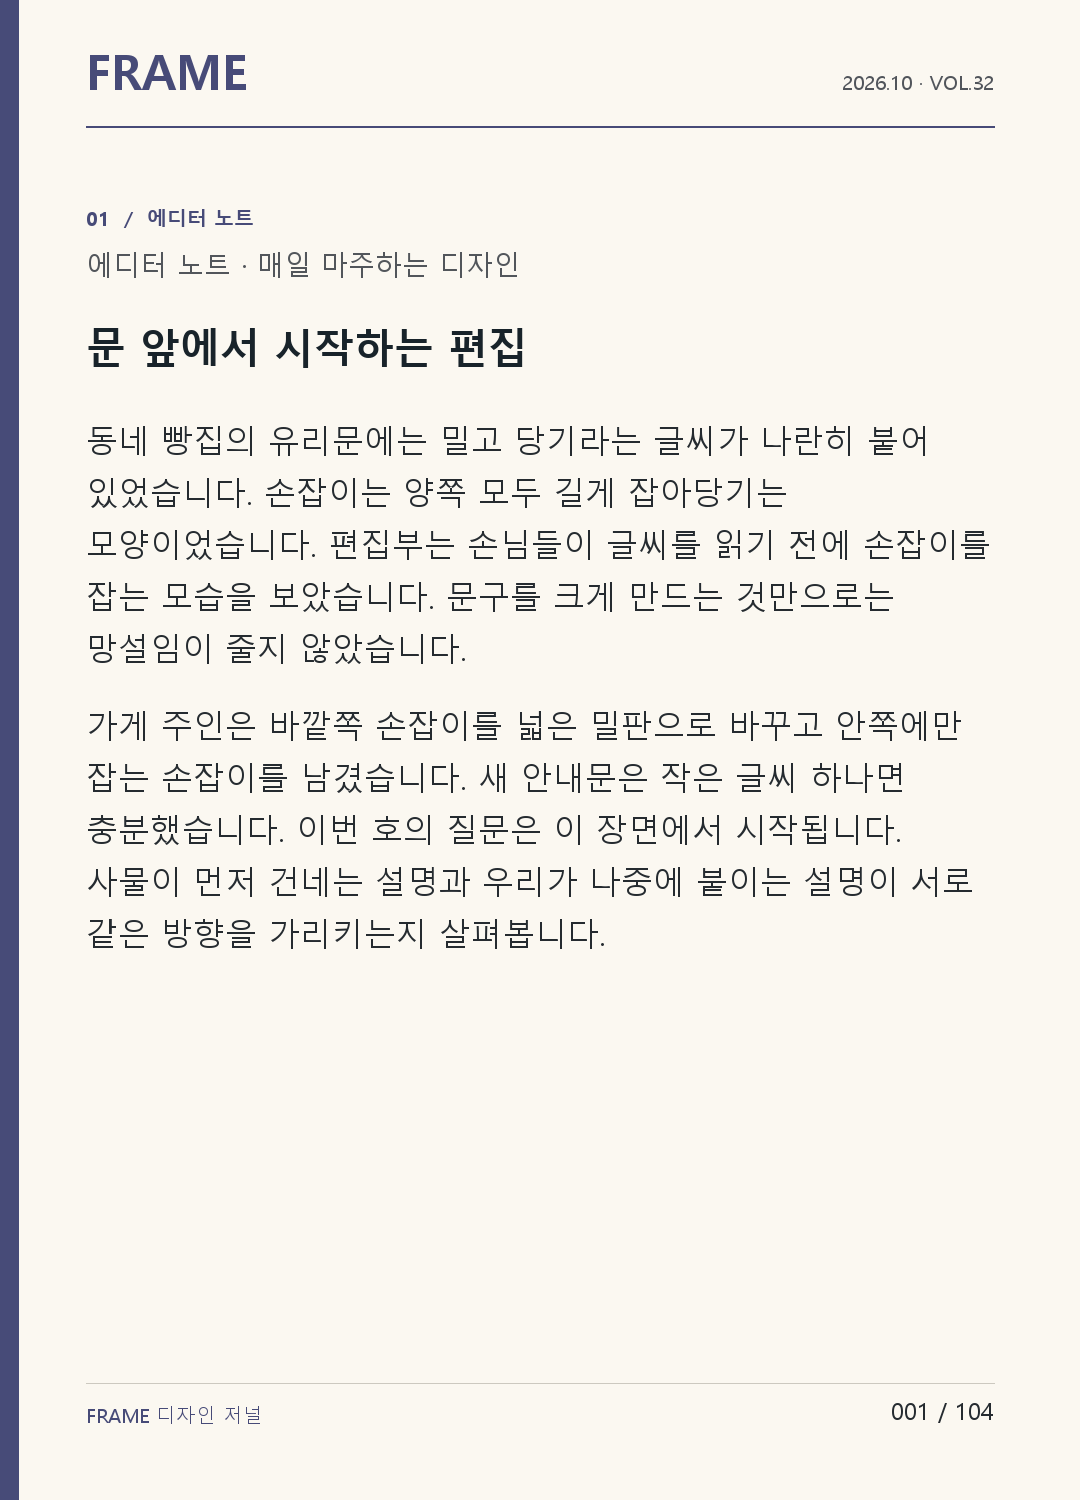 FRAME
2026.10 · VOL.32
01 / 에디터 노트
에디터 노트 · 매일 마주하는 디자인
문 앞에서 시작하는 편집
동네 빵집의 유리문에는 밀고 당기라는 글씨가 나란히 붙어
있었습니다. 손잡이는 양쪽 모두 길게 잡아당기는
모양이었습니다. 편집부는 손님들이 글씨를 읽기 전에 손잡이를
잡는 모습을 보았습니다. 문구를 크게 만드는 것만으로는
망설임이 줄지 않았습니다.
가게 주인은 바깥쪽 손잡이를 넓은 밀판으로 바꾸고 안쪽에만
잡는 손잡이를 남겼습니다. 새 안내문은 작은 글씨 하나면
충분했습니다. 이번 호의 질문은 이 장면에서 시작됩니다.
사물이 먼저 건네는 설명과 우리가 나중에 붙이는 설명이 서로
같은 방향을 가리키는지 살펴봅니다.
FRAME 디자인 저널
001 / 104